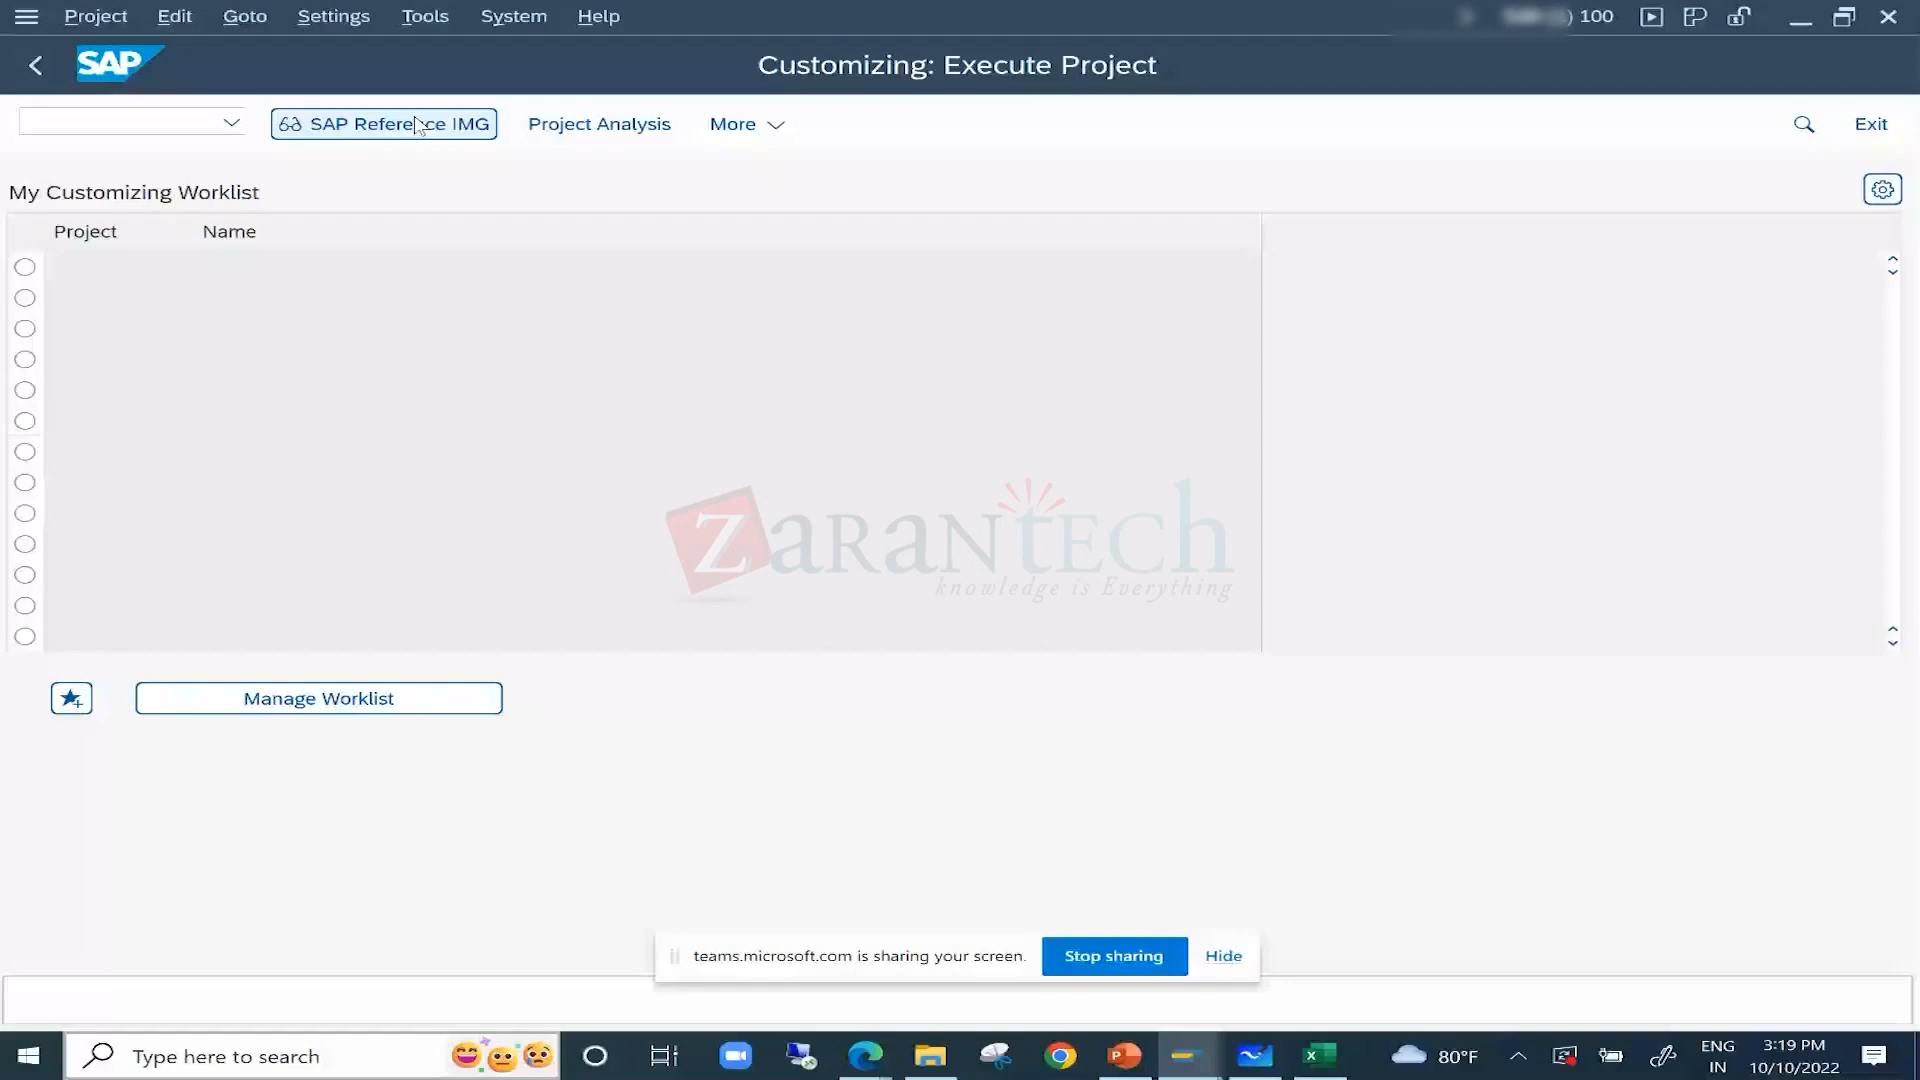 Project Edit Goto Settings Tools System Help
100
SAP
Customizing: Execute Project
SAP Reference IMG
Project Analysis
More
Exit
My Customizing Worklist
Project Name
ZaranTech
knowledge is Everything
Manage Worklist
teams.microsoft.com is sharing your screen.
Stop sharing
Hide
Type here to search
80°F
ENG
IN
3:19 PM
10/10/2022